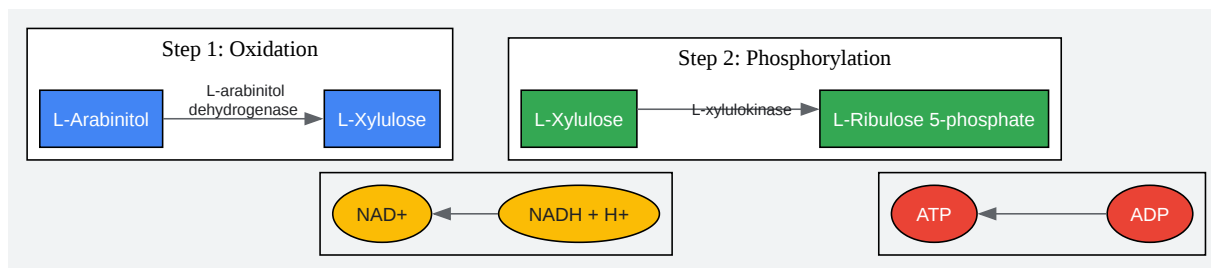 Step 1: Oxidation
L-Arabinitol
L-arabinitol
dehydrogenase
L-Xylulose
Step 2: Phosphorylation
L-Xylulose
L-xylulokinase
L-Ribulose 5-phosphate
NAD+
NADH + H+
ATP
ADP